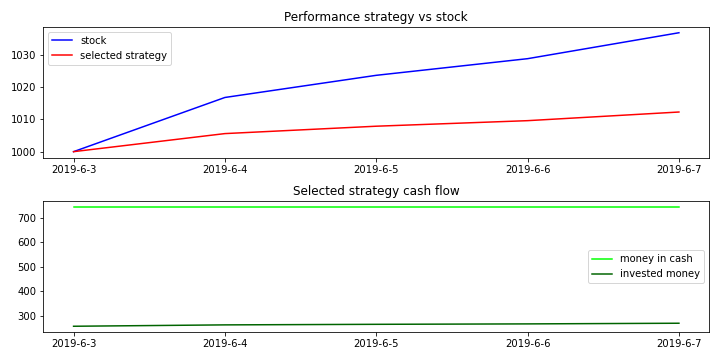 Performance strategy vs stock
stock
selected strategy
1030
1020
1010
1000
2019-6-3 2019-6-4 2019-6-5 2019-6-6 2019-6-7
Selected strategy cash flow
700
600
500
400
300
money in cash
invested money
2019-6-3 2019-6-4 2019-6-5 2019-6-6 2019-6-7